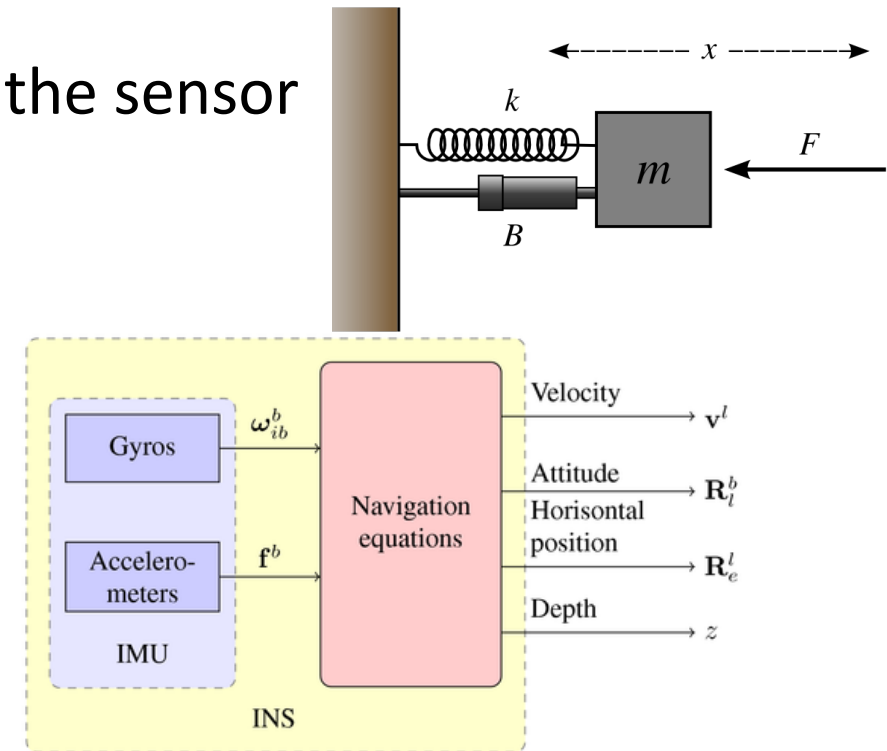 the sensor
x
k
F
m
B
Velocity
v^l
Gyros
ω^b_ib
Attitude
R^b_l
Navigation
equations
Horisontal
position
Accelero-
meters
f^b
R^l_e
Depth
z
IMU
INS